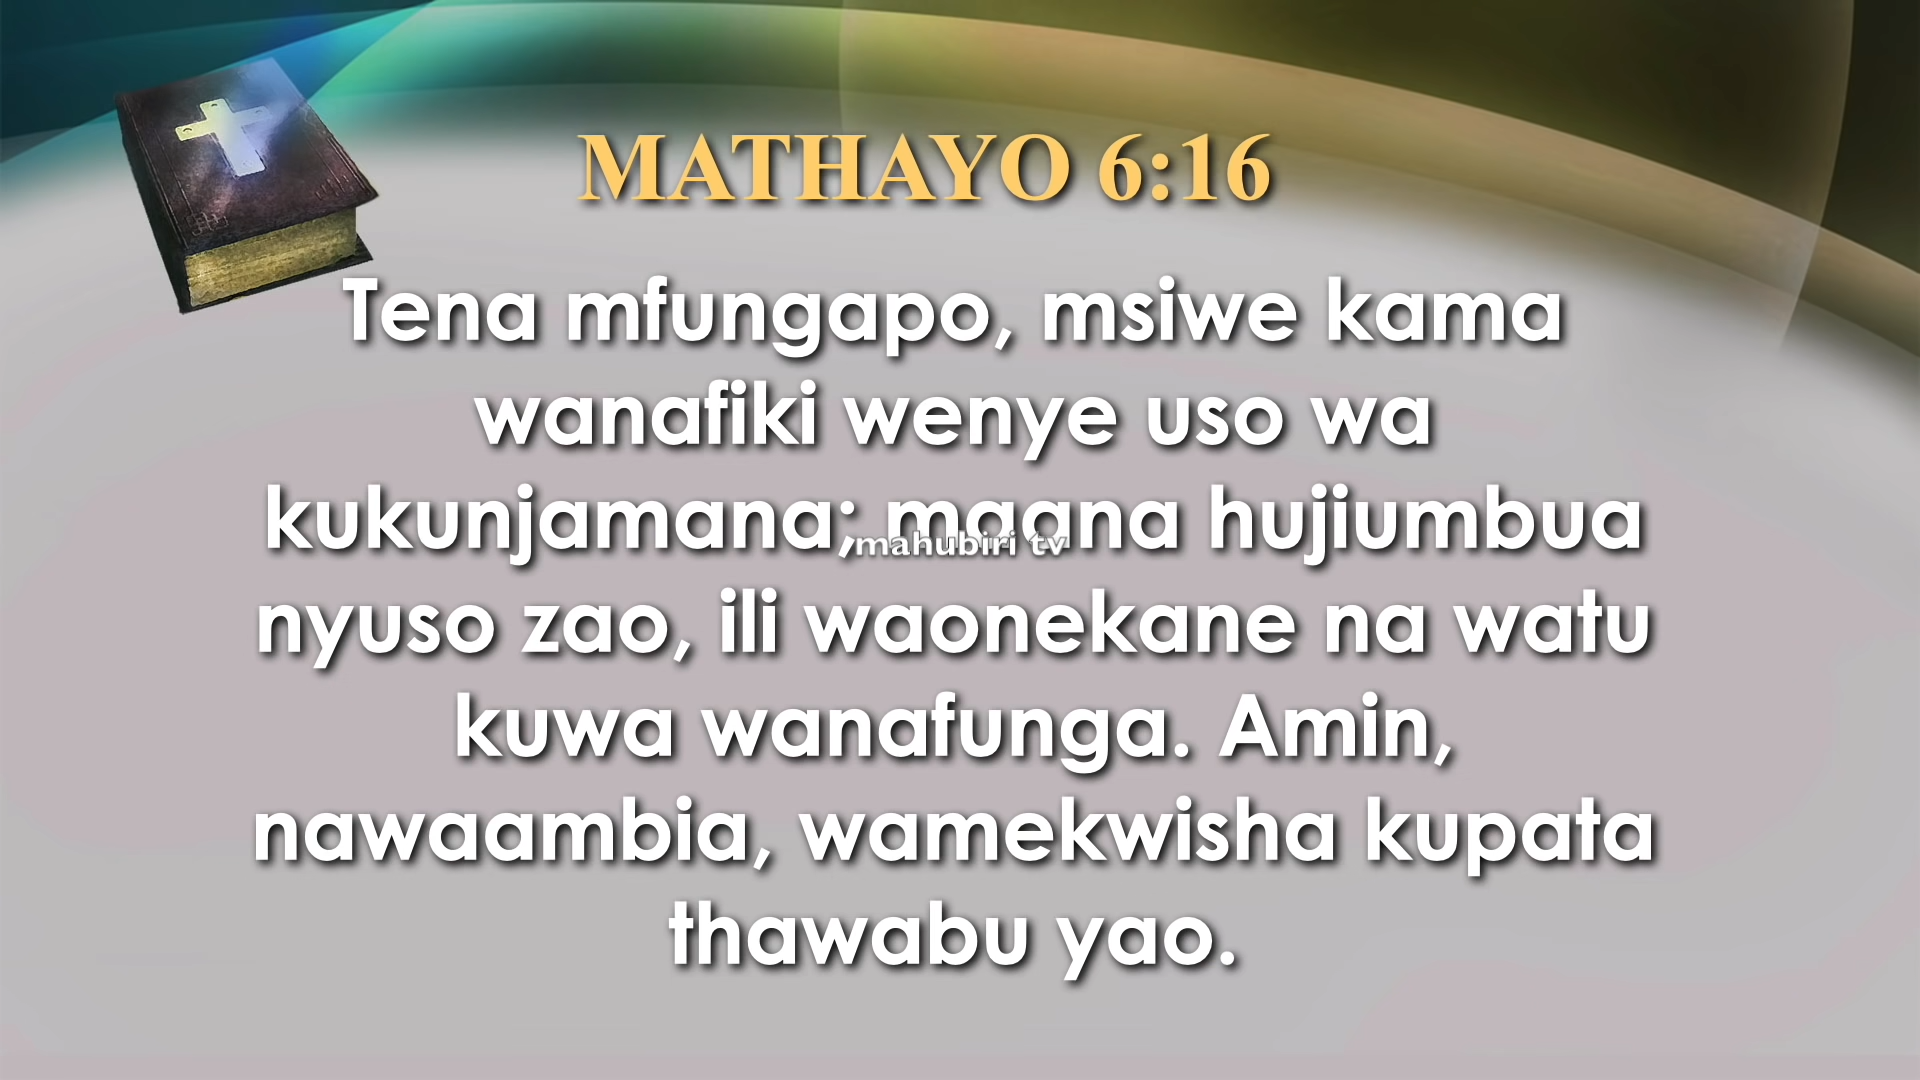 MATHAYO 6:16
Tena mfungapo, msiwe kama
wanafiki wenye uso wa
kukunjamana; maana hujiumbua
mahubiri tv
nyuso zao, ili waonekane na watu
kuwa wanafunga. Amin,
nawaambia, wamekwisha kupata
thawabu yao.